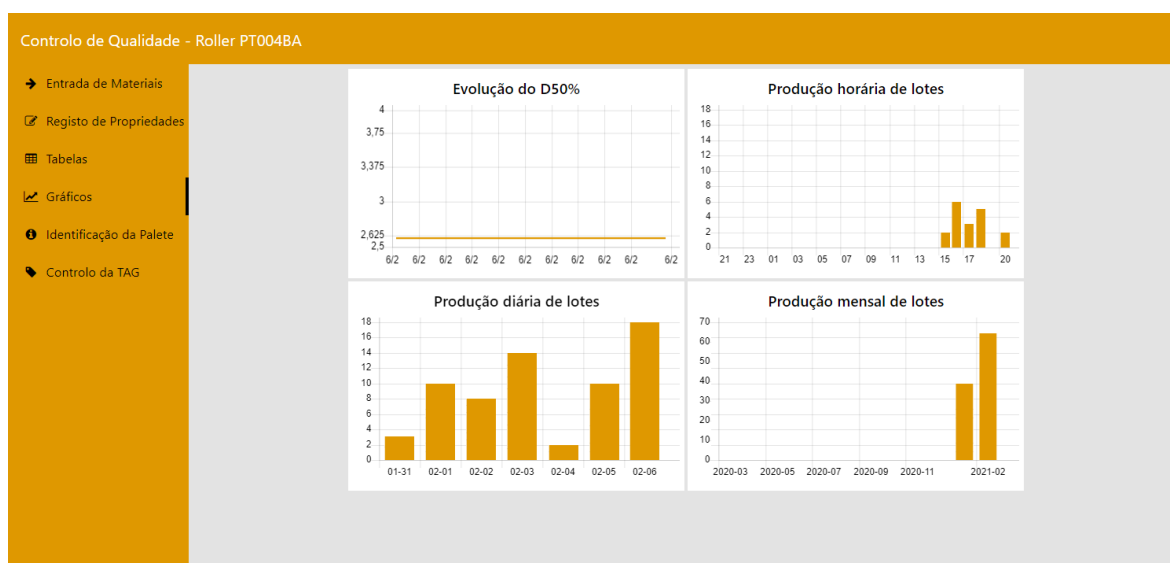 Controlo de Qualidade - Roller PT004BA
Entrada de Materiais
Registo de Propriedades
Tabelas
Gráficos
Identificação da Palete
Controlo da TAG
Evolução do D50%
4
3,75
3,375
3
2,625
2,5
6/2 6/2 6/2 6/2 6/2 6/2 6/2 6/2 6/2 6/2 6/2
Produção horária de lotes
18
16
14
12
10
8
6
4
2
0
21 23 01 03 05 07 09 11 13 15 17 20
Produção diária de lotes
18
16
14
12
10
8
6
4
2
0
01-31 02-01 02-02 02-03 02-04 02-05 02-06
Produção mensal de lotes
70
60
50
40
30
20
10
0
2020-03 2020-05 2020-07 2020-09 2020-11 2021-02